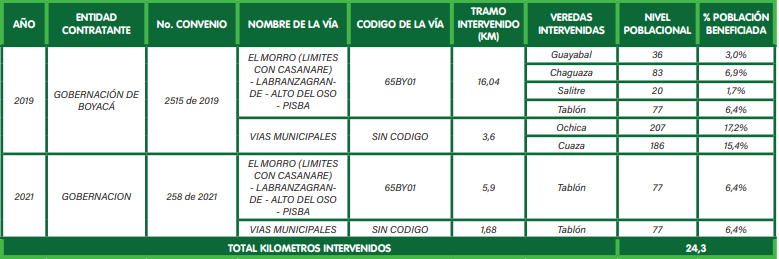 AÑO ENTIDAD CONTRATANTE No. CONVENIO NOMBRE DE LA VÍA CODIGO DE LA VÍA TRAMO INTERVENIDO (KM) VEREDAS INTERVENIDAS NIVEL POBLACIONAL % POBLACIÓN BENEFICIADA
2019 GOBERNACIÓN DE BOYACÁ 2515 de 2019
EL MORRO (LIMITES
CON CASANARE)
- LABRANZAGRAN-
DE - ALTO DEL OSO
- PISBA
65BY01 16,04
Guayabal 36 3,0%
Chaguaza 83 6,9%
Salitre 20 1,7%
Tablón 77 6,4%
VIAS MUNICIPALES SIN CODIGO 3,6
Ochica 207 17,2%
Cuaza 186 15,4%
2021 GOBERNACION 258 de 2021
EL MORRO (LIMITES
CON CASANARE)
- LABRANZAGRAN-
DE - ALTO DEL OSO
- PISBA
65BY01 5,9 Tablón 77 6,4%
VIAS MUNICIPALES SIN CODIGO 1,68 Tablón 77 6,4%
TOTAL KILOMETROS INTERVENIDOS 24,3